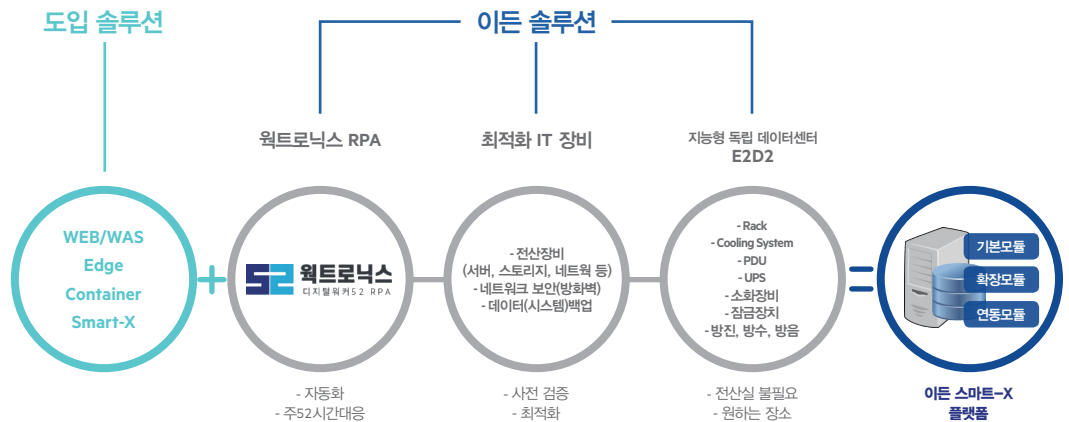 도입 솔루션
이든 솔루션
웍트로닉스 RPA
최적화 IT 장비
지능형 독립 데이터센터
E2D2
WEB/WAS
Edge
Container
Smart-X
+
52 웍트로닉스
디지털워커52 RPA
- 전산장비
(서버, 스토리지, 네트웍 등)
- 네트워크 보안(방화벽)
- 데이터(시스템)백업
- Rack
- Cooling System
- PDU
- UPS
- 소화장비
- 잠금장치
- 방진, 방수, 방음
=
기본모듈
확장모듈
연동모듈
- 자동화
- 주52시간대응
- 사전 검증
- 최적화
- 전산실 불필요
- 원하는 장소
이든 스마트-X
플랫폼